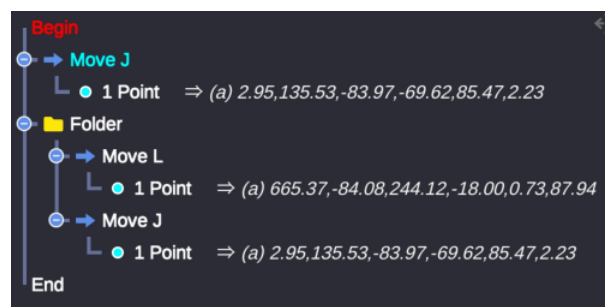 Begin
Move J
1 Point ⇒ (a) 2.95,135.53,-83.97,-69.62,85.47,2.23
Folder
Move L
1 Point ⇒ (a) 665.37,-84.08,244.12,-18.00,0.73,87.94
Move J
1 Point ⇒ (a) 2.95,135.53,-83.97,-69.62,85.47,2.23
End